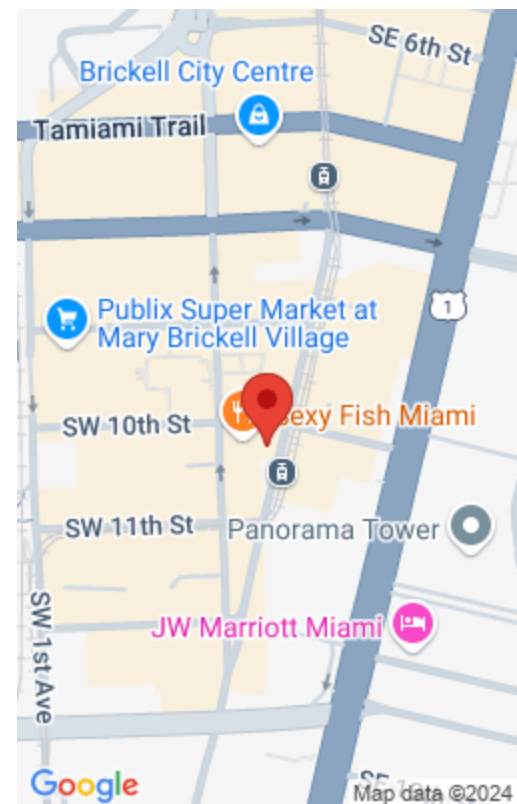 SE 6th St
Brickell City Centre
Tamiami Trail
1
Publix Super Market at
Mary Brickell Village
Sexy Fish Miami
SW 10th St
SW 11th St
Panorama Tower
SW 1st Ave
JW Marriott Miami
Google
Map data ©2024